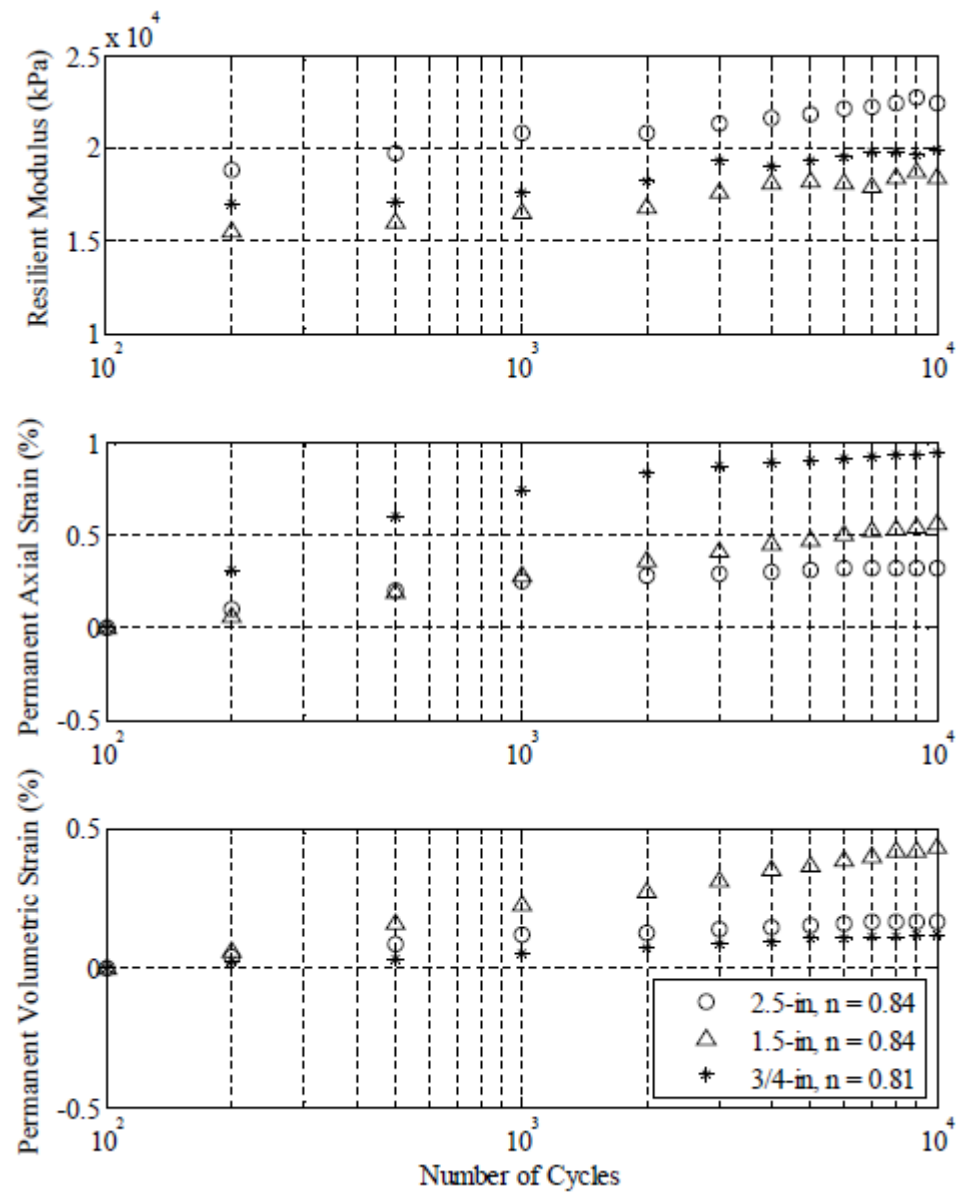 x 10^4
Resilient Modulus (kPa)
2.5
2
1.5
1
10^2
10^3
10^4
Permanent Axial Strain (%)
1
0.5
0
-0.5
10^2
10^3
10^4
Permanent Volumetric Strain (%)
0.5
0
-0.5
2.5-in, n = 0.84
1.5-in, n = 0.84
3/4-in, n = 0.81
10^2
10^3
10^4
Number of Cycles